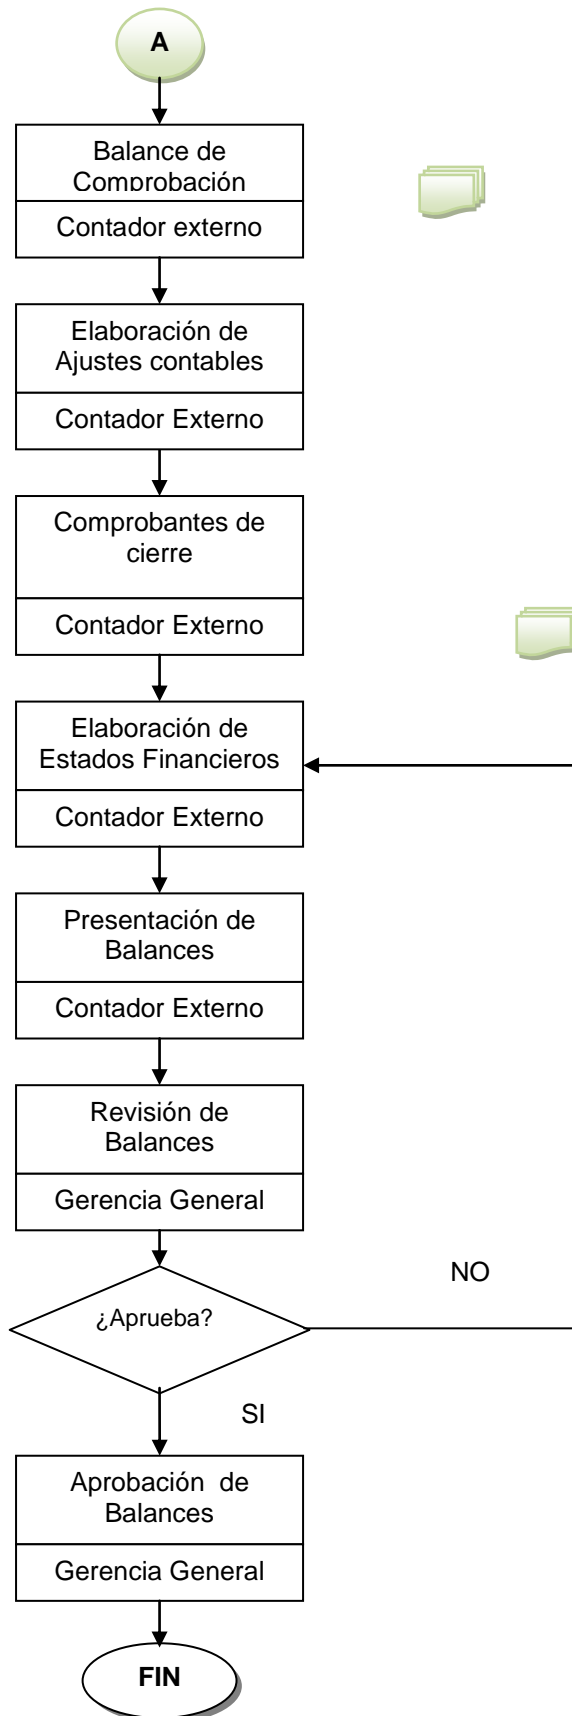 A
Balance de
Comprobación
Contador externo
Elaboración de
Ajustes contables
Contador Externo
Comprobantes de
cierre
Contador Externo
Elaboración de
Estados Financieros
Contador Externo
Presentación de
Balances
Contador Externo
Revisión de
Balances
Gerencia General
NO
¿Aprueba?
SI
Aprobación de
Balances
Gerencia General
FIN